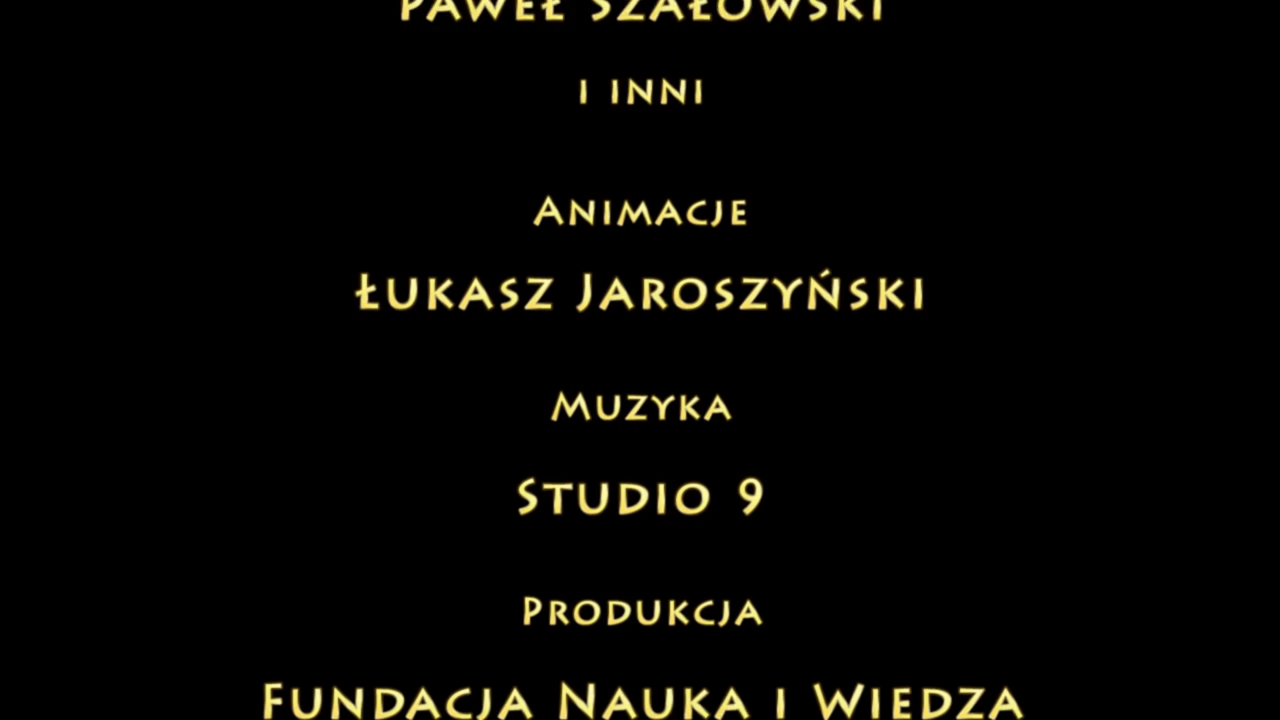 Paweł Szałowski
i inni
Animacje
Łukasz Jaroszyński
Muzyka
Studio 9
Produkcja
Fundacja Nauka i Wiedza